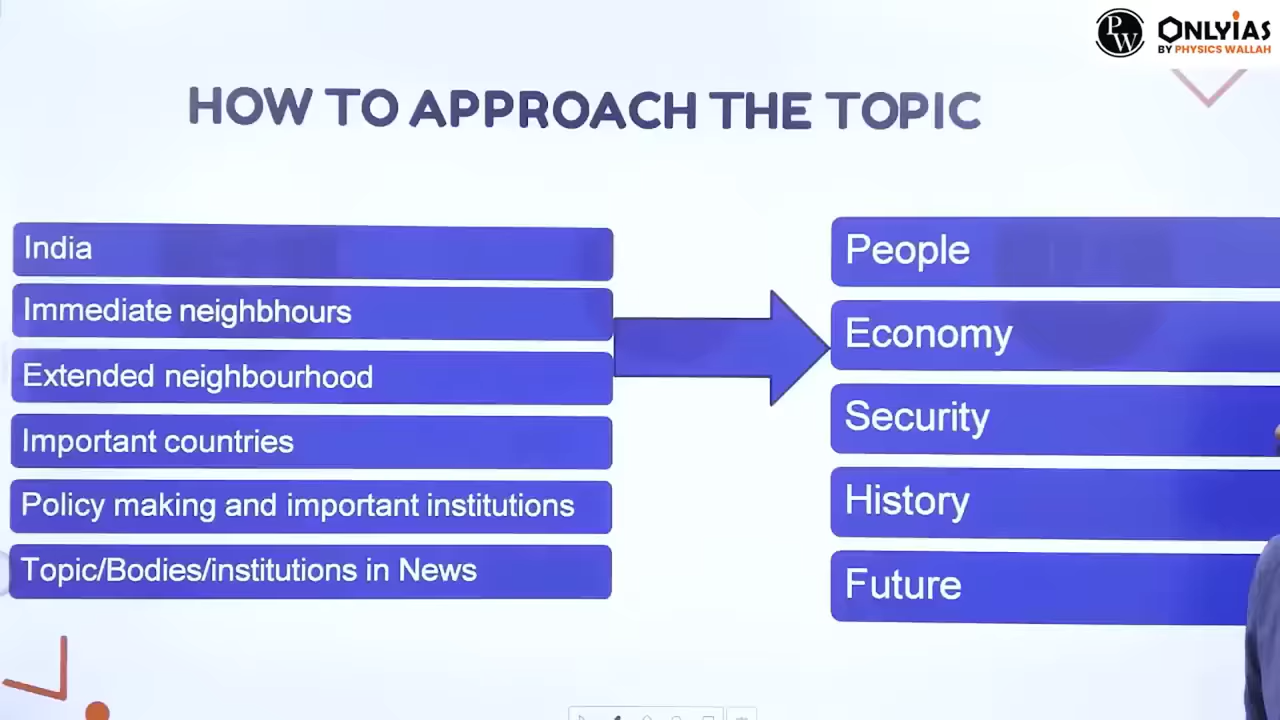 PW
ONLYIAS
BY PHYSICS WALLAH
HOW TO APPROACH THE TOPIC
India
Immediate neighbhours
Extended neighbourhood
Important countries
Policy making and important institutions
Topic/Bodies/institutions in News
People
Economy
Security
History
Future